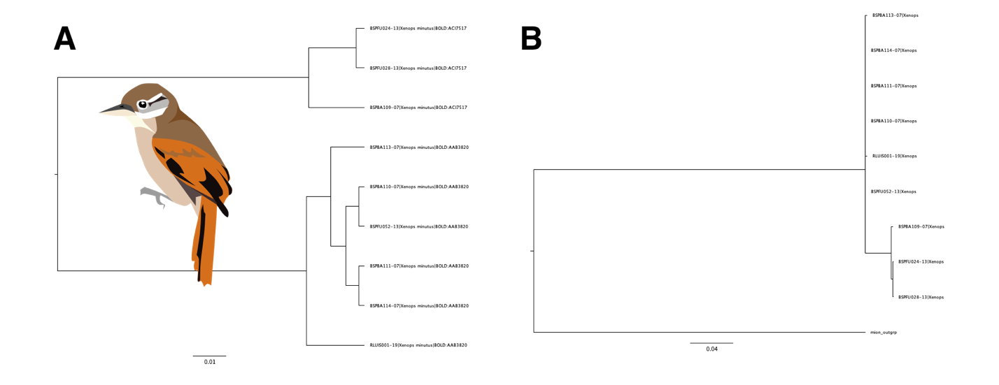 A
BSPFU024-13|Xenops minutus|BOLD:ACI7517
BSPFU028-13|Xenops minutus|BOLD:ACI7517
BSPBA109-07|Xenops minutus|BOLD:ACI7517
BSPBA113-07|Xenops minutus|BOLD:AAB3820
BSPBA110-07|Xenops minutus|BOLD:AAB3820
BSPFU052-13|Xenops minutus|BOLD:AAB3820
BSPBA111-07|Xenops minutus|BOLD:AAB3820
BSPBA114-07|Xenops minutus|BOLD:AAB3820
RLUIS001-19|Xenops minutus|BOLD:AAB3820
0.01
B
BSPBA113-07|Xenops
BSPBA114-07|Xenops
BSPBA111-07|Xenops
BSPBA110-07|Xenops
RLUIS001-19|Xenops
BSPFU052-13|Xenops
BSPBA109-07|Xenops
BSPFU024-13|Xenops
BSPFU028-13|Xenops
mion_outgrp
0.04